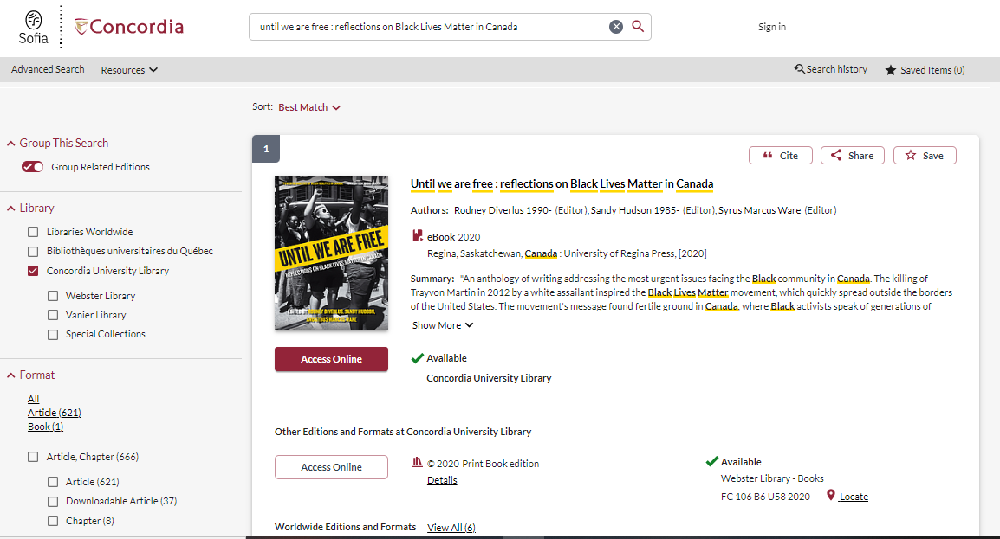 Sofia
Concordia
until we are free : reflections on Black Lives Matter in Canada
Sign in
Advanced Search
Resources
Search history
Saved Items (0)
Sort: Best Match
Group This Search
Group Related Editions
Library
Libraries Worldwide
Bibliothèques universitaires du Québec
Concordia University Library
Webster Library
Vanier Library
Special Collections
Format
All
Article (621)
Book (1)
Article, Chapter (666)
Article (621)
Downloadable Article (37)
Chapter (8)
1
Cite
Share
Save
UNTIL WE ARE FREE
REFLECTIONS ON BLACK LIVES MATTER IN CANADA
EDITED BY RODNEY DIVERLUS, SANDY HUDSON,
AND SYRUS MARCUS WARE
Until we are free : reflections on Black Lives Matter in Canada
Authors: Rodney Diverlus 1990- (Editor), Sandy Hudson 1985- (Editor), Syrus Marcus Ware (Editor)
eBook 2020
Regina, Saskatchewan, Canada : University of Regina Press, [2020]
Summary: "An anthology of writing addressing the most urgent issues facing the Black community in Canada. The killing of
Trayvon Martin in 2012 by a white assailant inspired the Black Lives Matter movement, which quickly spread outside the borders
of the United States. The movement's message found fertile ground in Canada, where Black activists speak of generations of
Show More
Access Online
Available
Concordia University Library
Other Editions and Formats at Concordia University Library
Access Online
© 2020 Print Book edition
Details
Available
Webster Library - Books
FC 106 B6 U58 2020
Locate
Worldwide Editions and Formats View All (6)